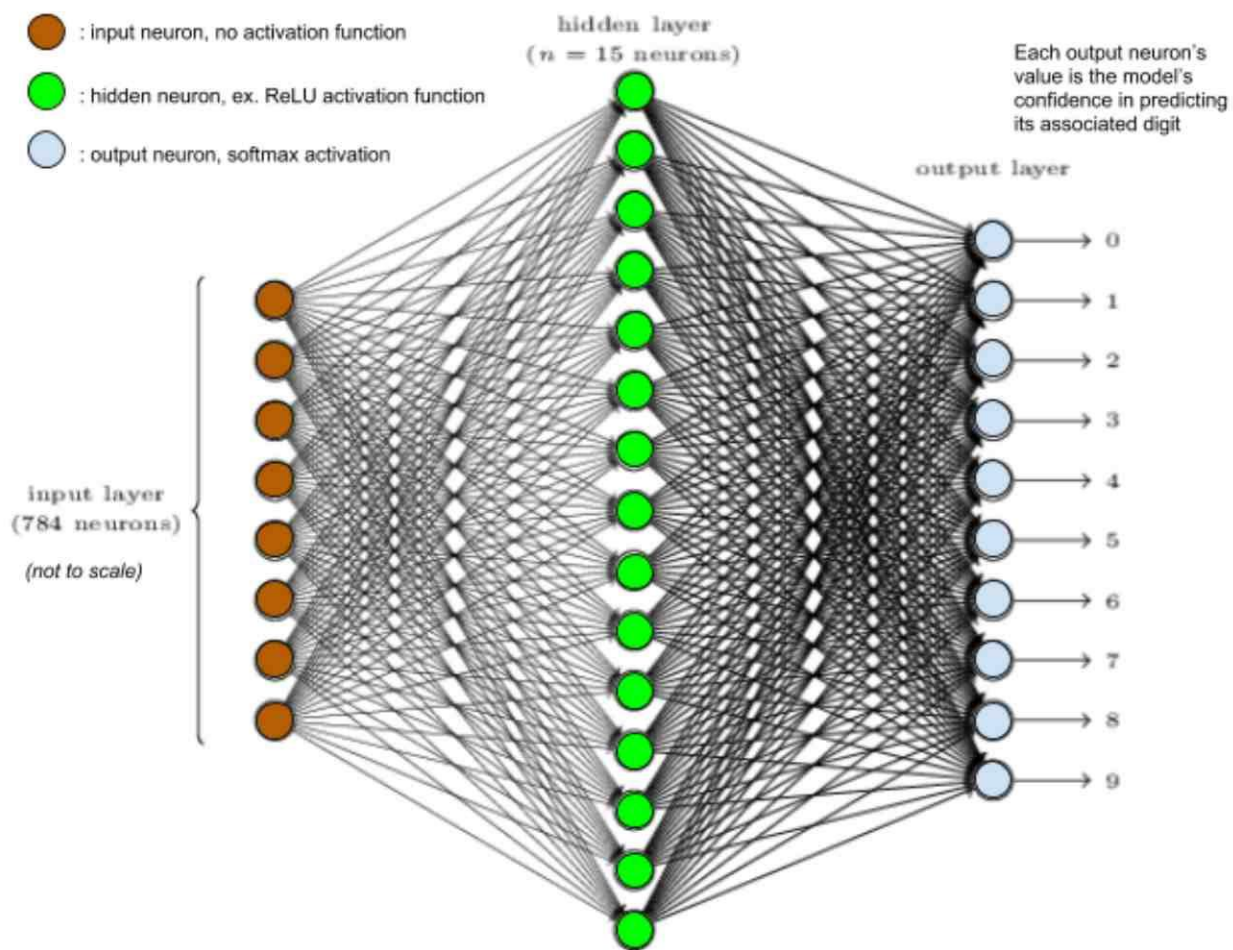 : input neuron, no activation function
: hidden neuron, ex. ReLU activation function
: output neuron, softmax activation
hidden layer
(n = 15 neurons)
Each output neuron's
value is the model's
confidence in predicting
its associated digit
output layer
0
1
2
3
4
5
6
7
8
9
input layer
(784 neurons)
(not to scale)